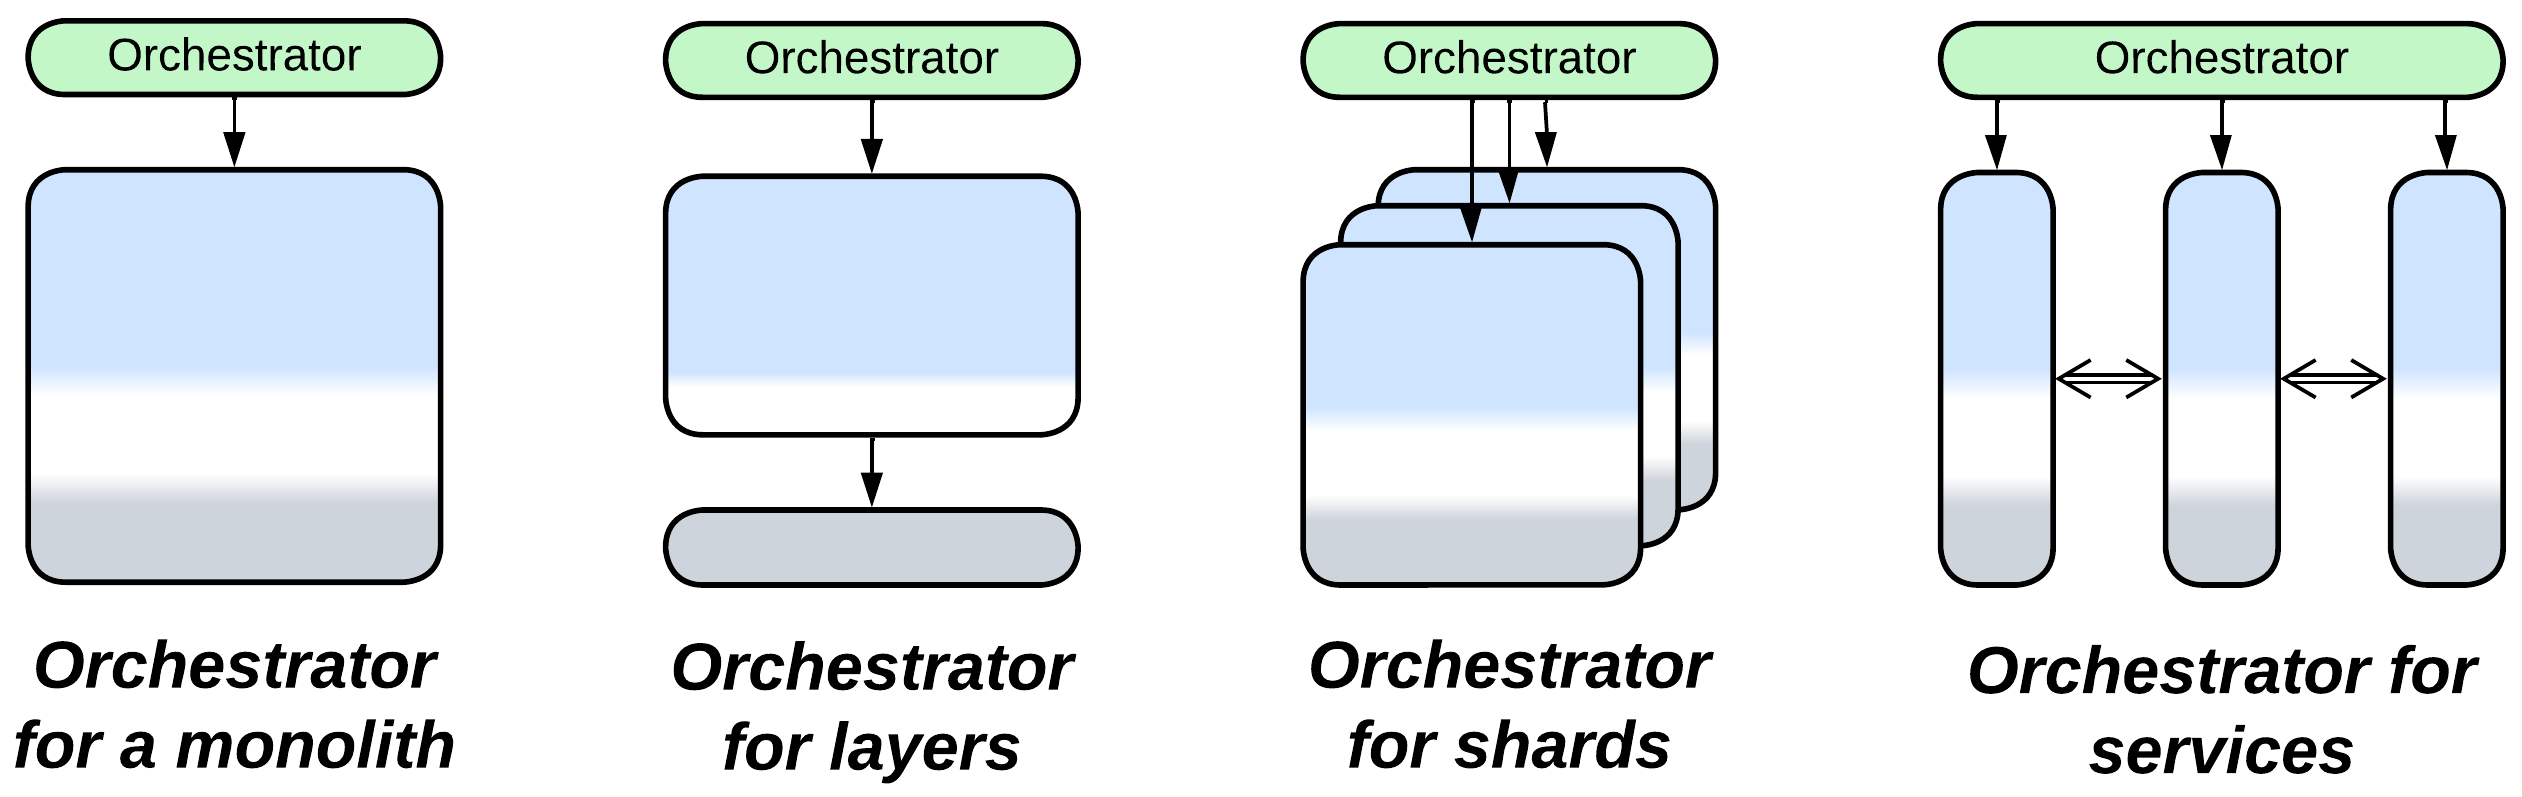 Orchestrator
Orchestrator
Orchestrator
Orchestrator
Orchestrator
for a monolith
Orchestrator
for layers
Orchestrator
for shards
Orchestrator for
services